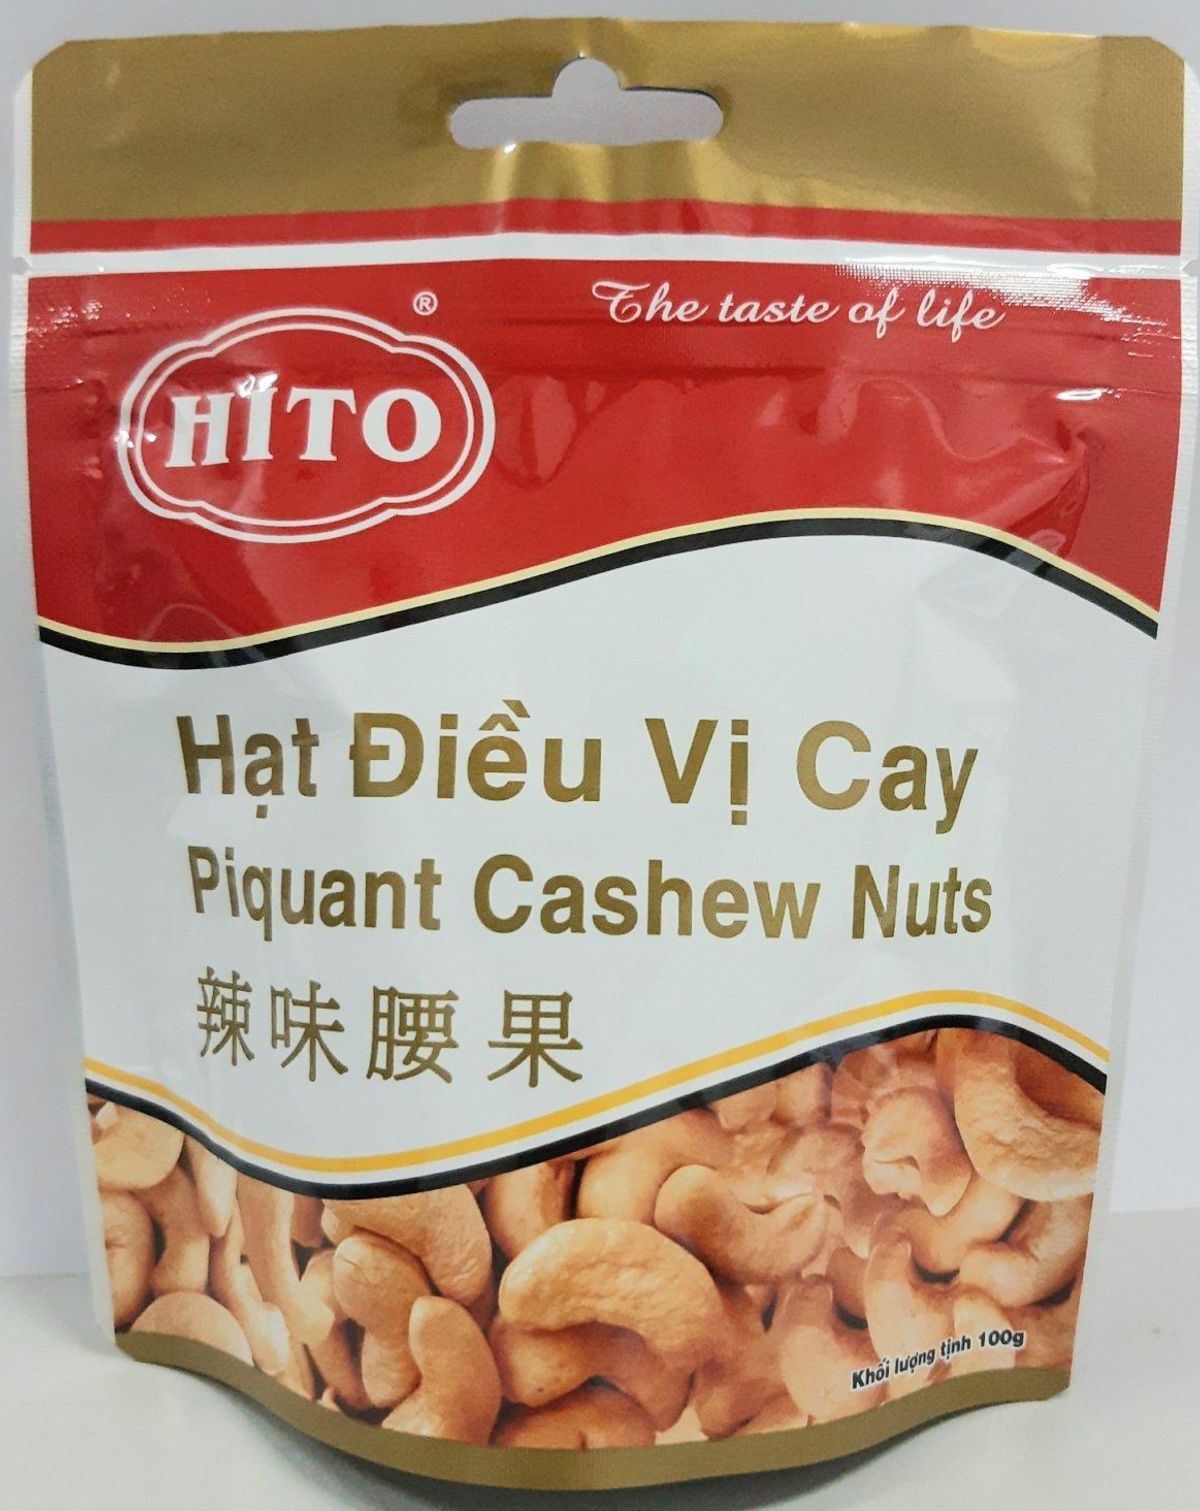 The taste of life
HITO ®
Hạt Điều Vị Cay
Piquant Cashew Nuts
辣味腰果
Khối lượng tịnh 100g